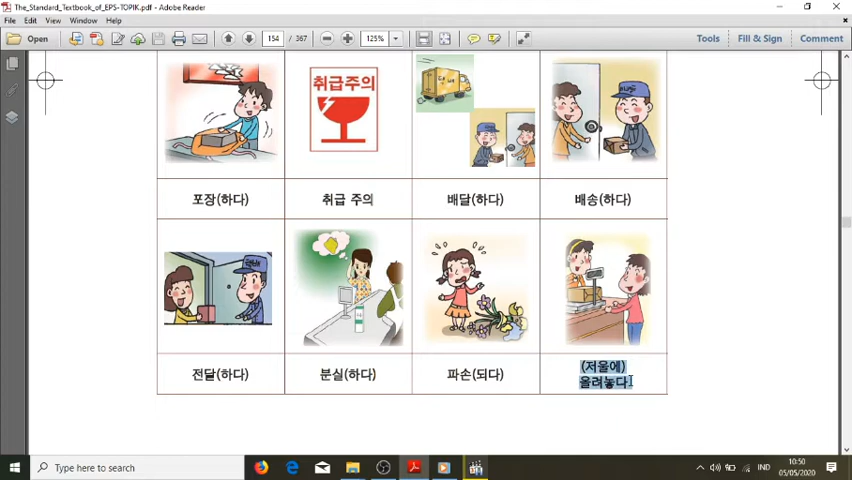 The_Standard_Textbook_of_EPS-TOPIK.pdf - Adobe Reader
File Edit View Window Help
Open 154 / 367 125% Tools Fill & Sign Comment
취급주의
포장(하다) 취급 주의 배달(하다) 배송(하다)
택배
전달(하다) 분실(하다) 파손(되다) (저울에)
올려놓다
Type here to search IND 10:50
05/05/2020